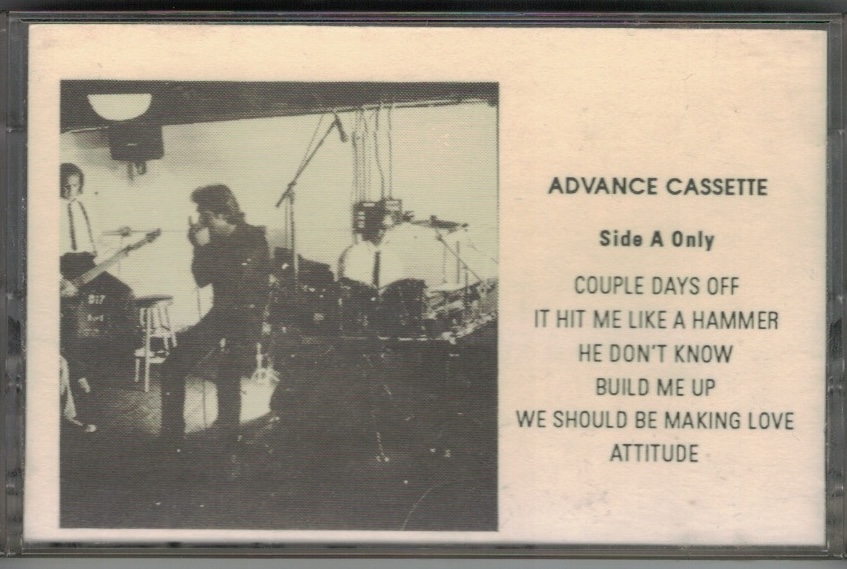 ADVANCE CASSETTE
Side A Only
COUPLE DAYS OFF
IT HIT ME LIKE A HAMMER
HE DON'T KNOW
BUILD ME UP
WE SHOULD BE MAKING LOVE
ATTITUDE